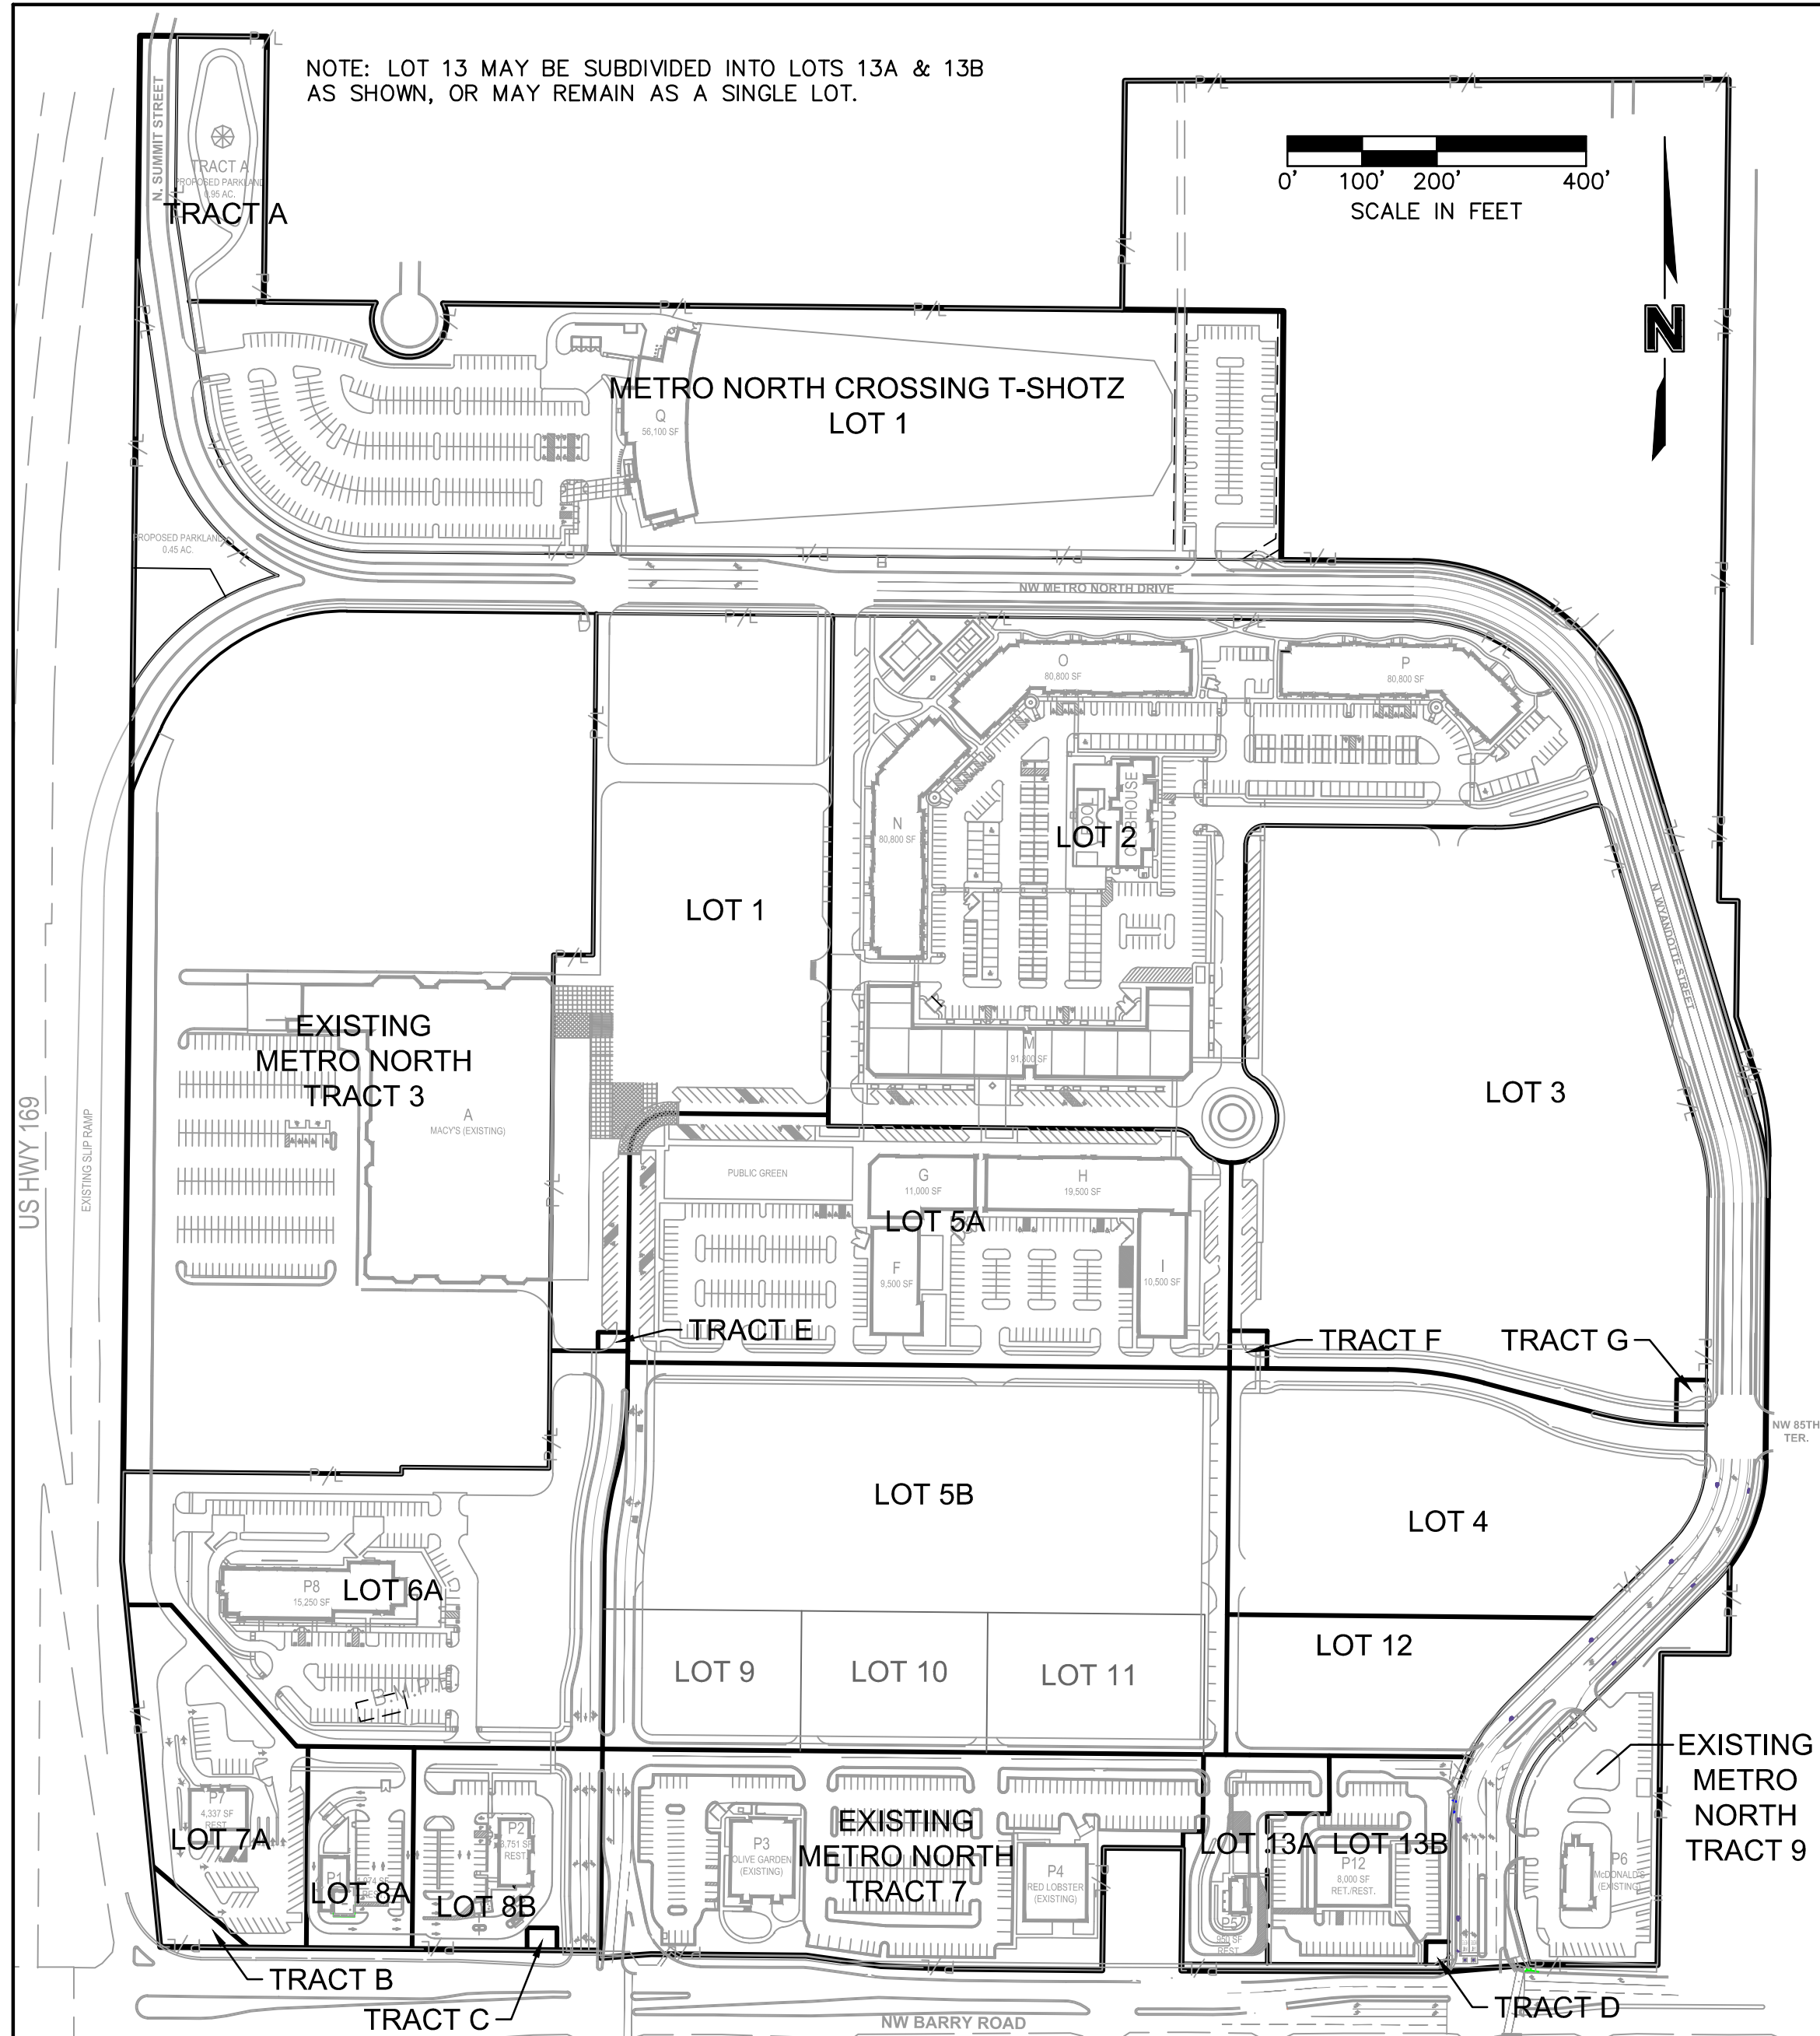 NOTE: LOT 13 MAY BE SUBDIVIDED INTO LOTS 13A & 13B
AS SHOWN, OR MAY REMAIN AS A SINGLE LOT.
0' 100' 200' 400'
SCALE IN FEET
N
N. SUMMIT STREET
TRACT A
PROPOSED PARKLAND
0.95 AC.
TRACT A
METRO NORTH CROSSING T-SHOTZ
LOT 1
Q
56,100 SF
PROPOSED PARKLAND
0.45 AC.
NW METRO NORTH DRIVE
O
80,800 SF
P
80,800 SF
N
80,800 SF
POOL
CLUBHOUSE
LOT 2
LOT 1
N. WYANDOTTE STREET
EXISTING
METRO NORTH
TRACT 3
A
MACY'S (EXISTING)
M
91,800 SF
LOT 3
US HWY 169
EXISTING SLIP RAMP
PUBLIC GREEN
G
11,000 SF
H
19,500 SF
LOT 5A
F
9,500 SF
I
10,500 SF
TRACT E
TRACT F
TRACT G
NW 85TH
TER.
LOT 5B
LOT 4
P8
15,250 SF
LOT 6A
LOT 9
LOT 10
LOT 11
LOT 12
B.M.P.
P7
4,337 SF
REST.
LOT 7A
P1
LOT 8A
P2
3,751 SF
REST.
LOT 8B
P3
OLIVE GARDEN
(EXISTING)
EXISTING
METRO NORTH
TRACT 7
P4
RED LOBSTER
(EXISTING)
LOT 13A
LOT 13B
P5
REST.
P12
8,000 SF
RET./REST.
P6
McDONALD'S
(EXISTING)
EXISTING
METRO
NORTH
TRACT 9
TRACT B
TRACT C
TRACT D
NW BARRY ROAD
P/L